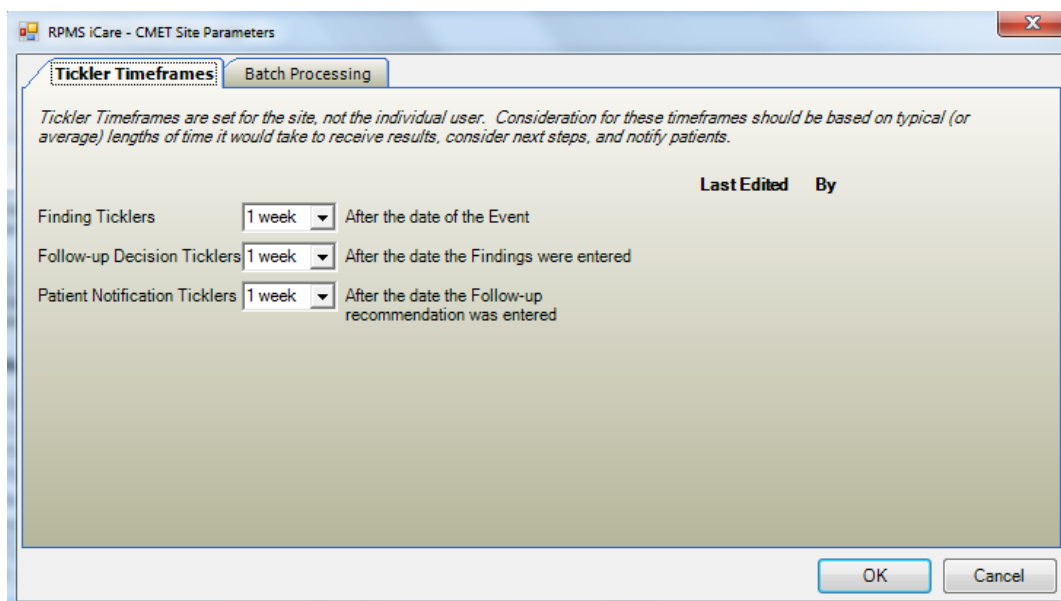 RPMS iCare - CMET Site Parameters
Tickler Timeframes Batch Processing
Tickler Timeframes are set for the site, not the individual user. Consideration for these timeframes should be based on typical (or
average) lengths of time it would take to receive results, consider next steps, and notify patients.
Last Edited By
Finding Ticklers 1 week After the date of the Event
Follow-up Decision Ticklers 1 week After the date the Findings were entered
Patient Notification Ticklers 1 week After the date the Follow-up
recommendation was entered
OK Cancel